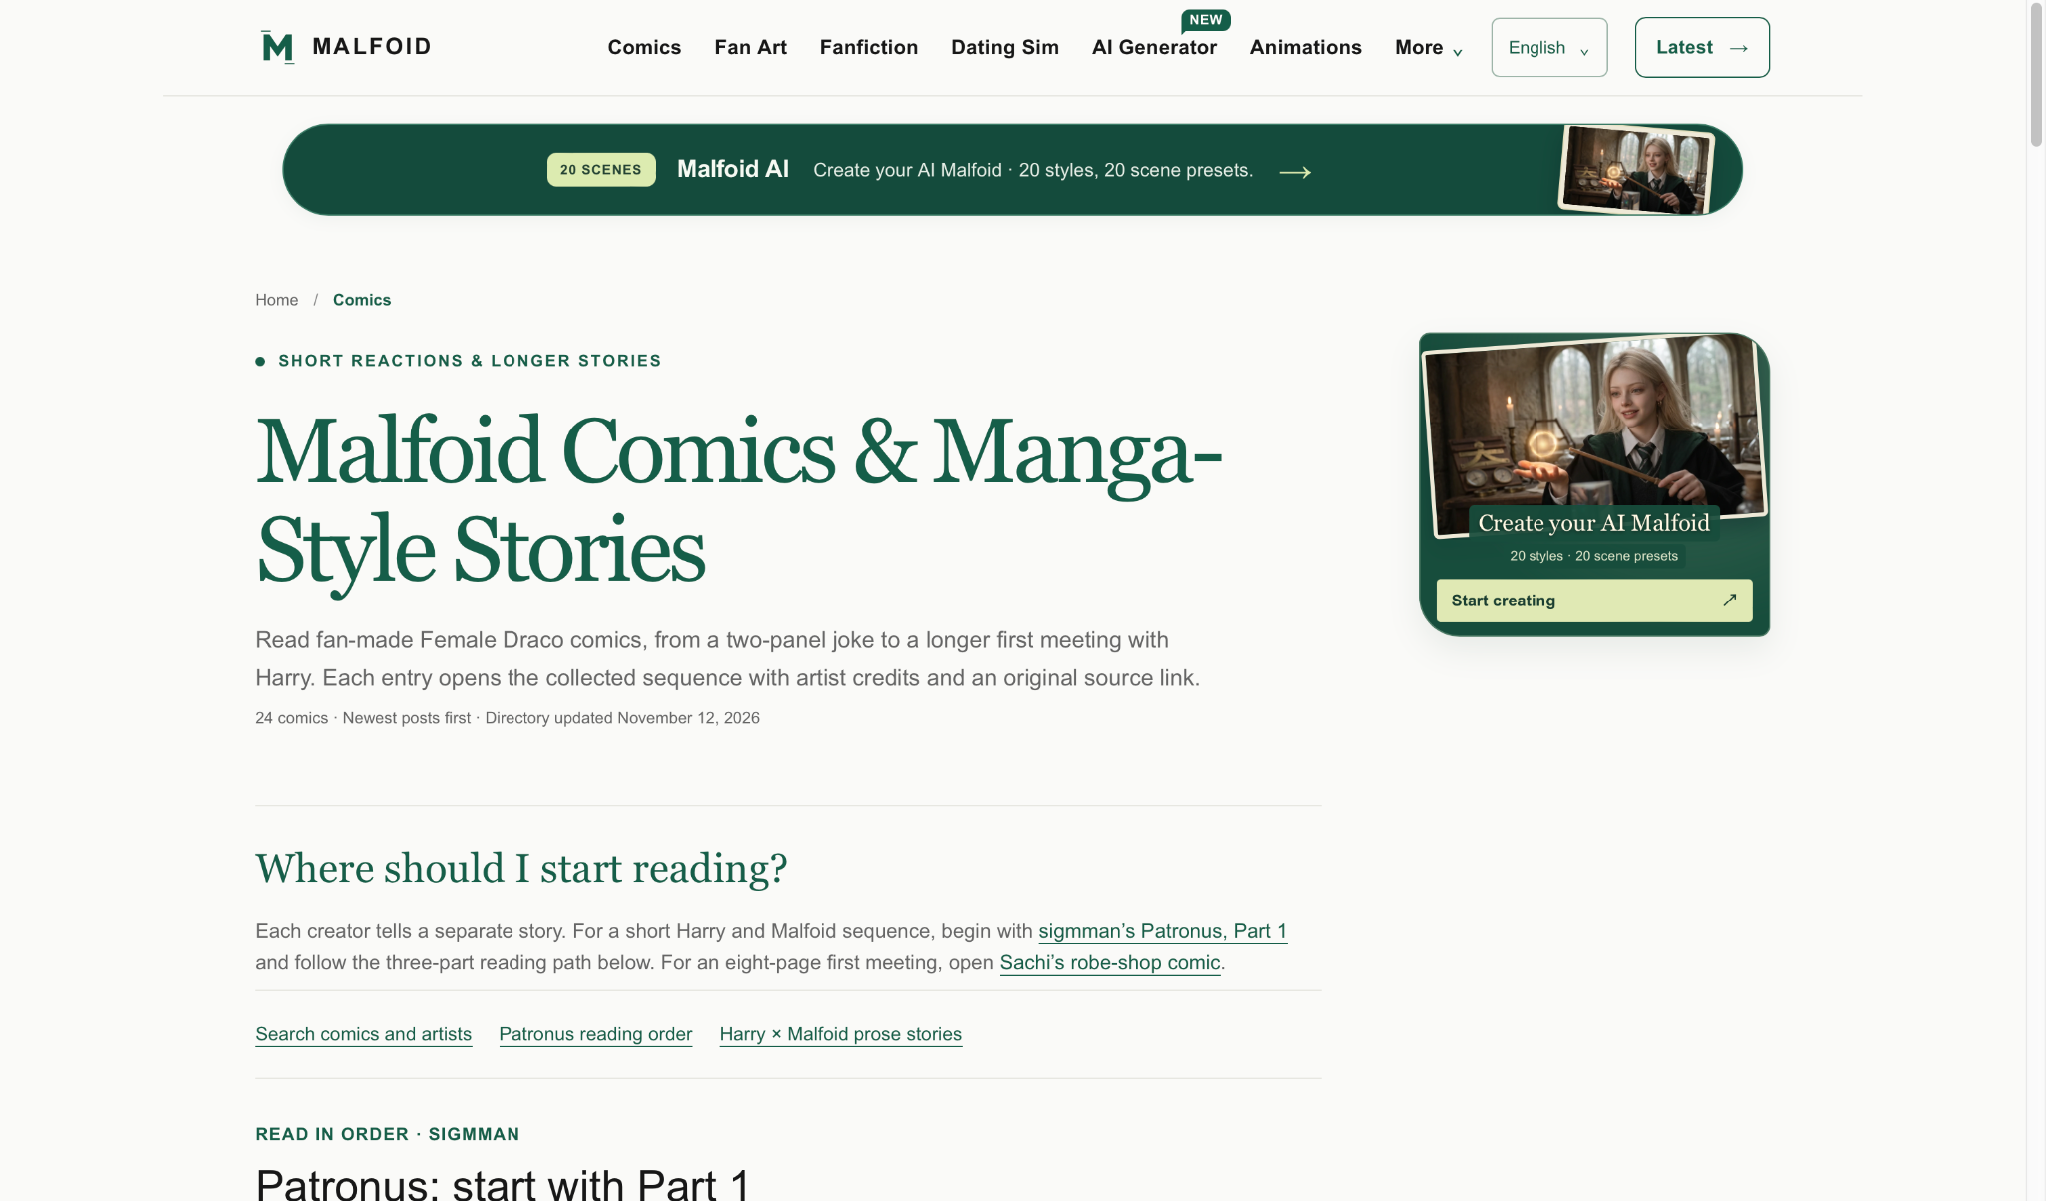 MALFOID
Comics
Fan Art
Fanfiction
Dating Sim
AI Generator
NEW
Animations
More
English
Latest →
20 SCENES
Malfoid AI
Create your AI Malfoid · 20 styles, 20 scene presets. →
Home / Comics
SHORT REACTIONS & LONGER STORIES
Malfoid Comics & Manga-
Style Stories
Read fan-made Female Draco comics, from a two-panel joke to a longer first meeting with
Harry. Each entry opens the collected sequence with artist credits and an original source link.
24 comics · Newest posts first · Directory updated November 12, 2026
Create your AI Malfoid
20 styles · 20 scene presets
Start creating ↗
Where should I start reading?
Each creator tells a separate story. For a short Harry and Malfoid sequence, begin with sigmman’s Patronus, Part 1
and follow the three-part reading path below. For an eight-page first meeting, open Sachi’s robe-shop comic.
Search comics and artists
Patronus reading order
Harry × Malfoid prose stories
READ IN ORDER · SIGMMAN
Patronus: start with Part 1